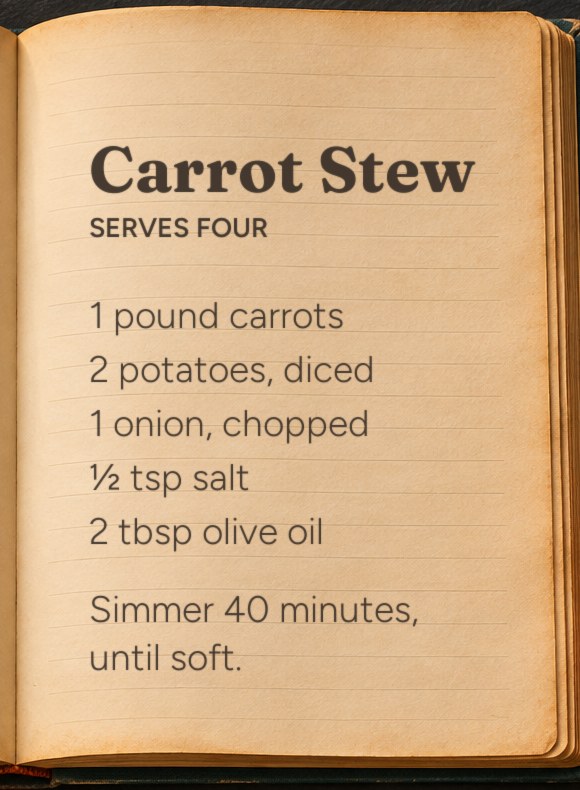 Carrot Stew
SERVES FOUR
1 pound carrots
2 potatoes, diced
1 onion, chopped
½ tsp salt
2 tbsp olive oil
Simmer 40 minutes,
until soft.